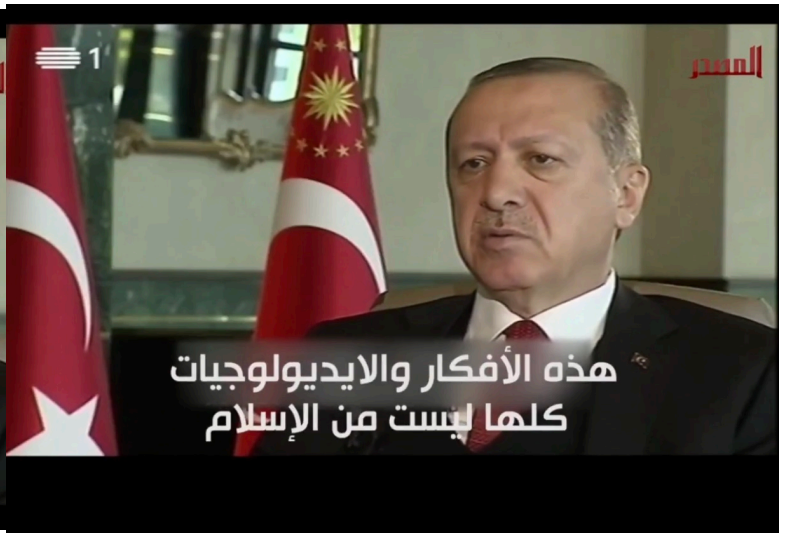 1
المصدر
هذه الأفكار والايديولوجيات
كلها ليست من الإسلام